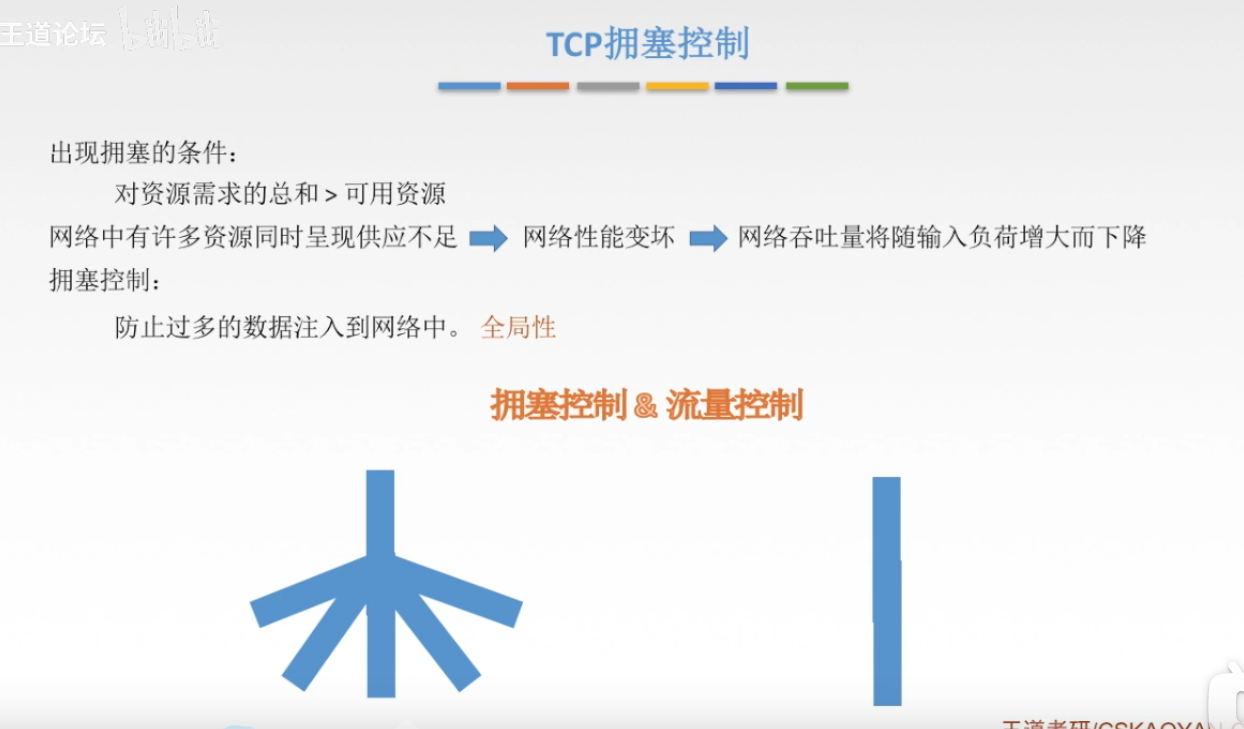 王道论坛 bilibili
TCP拥塞控制
出现拥塞的条件：
对资源需求的总和 > 可用资源
网络中有许多资源同时呈现供应不足 网络性能变坏 网络吞吐量将随输入负荷增大而下降
拥塞控制：
防止过多的数据注入到网络中。 全局性
拥塞控制 & 流量控制
王道考研/CSKAOYAN.C